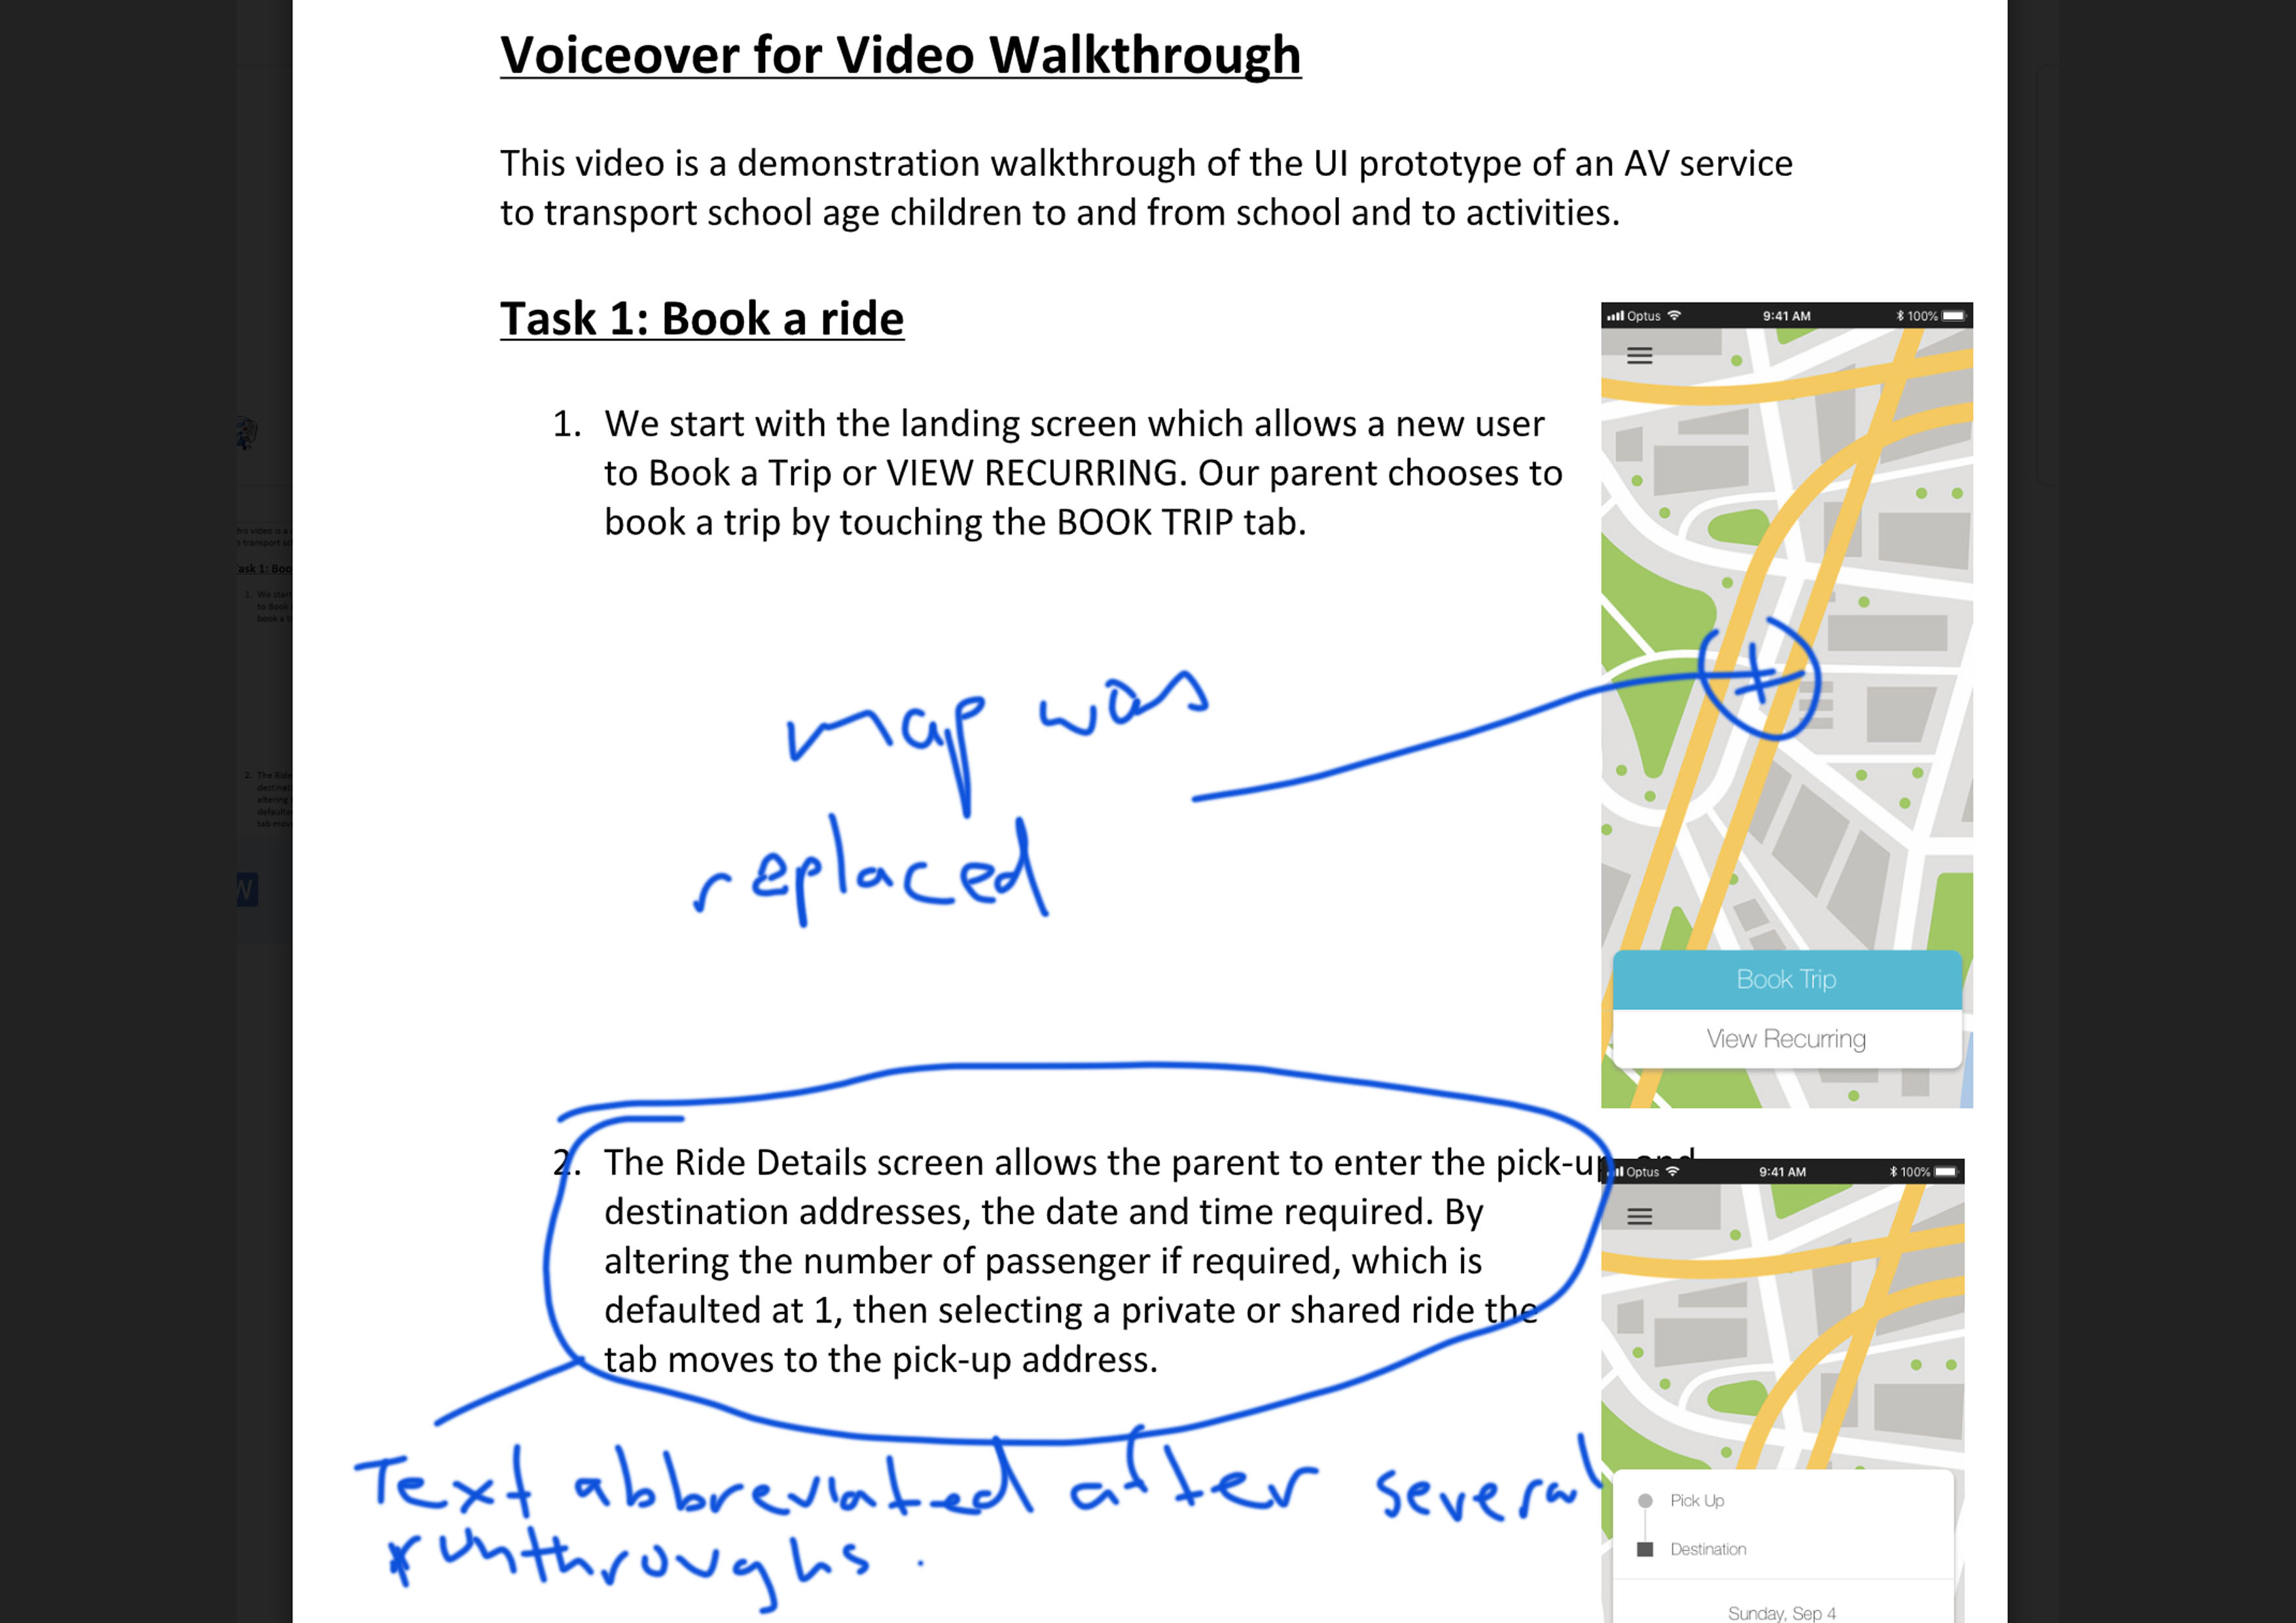 Voiceover for Video Walkthrough
This video is a demonstration walkthrough of the UI prototype of an AV service
to transport school age children to and from school and to activities.
Task 1: Book a ride
Optus 9:41 AM 100%
1. We start with the landing screen which allows a new user
to Book a Trip or VIEW RECURRING. Our parent chooses to
book a trip by touching the BOOK TRIP tab.
map was
replaced
Book Trip
View Recurring
2. The Ride Details screen allows the parent to enter the pick-up and
destination addresses, the date and time required. By
altering the number of passenger if required, which is
defaulted at 1, then selecting a private or shared ride the
tab moves to the pick-up address.
Optus 9:41 AM 100%
Text abbreviated after several
runthroughs.
Pick Up
Destination
Sunday, Sep 4